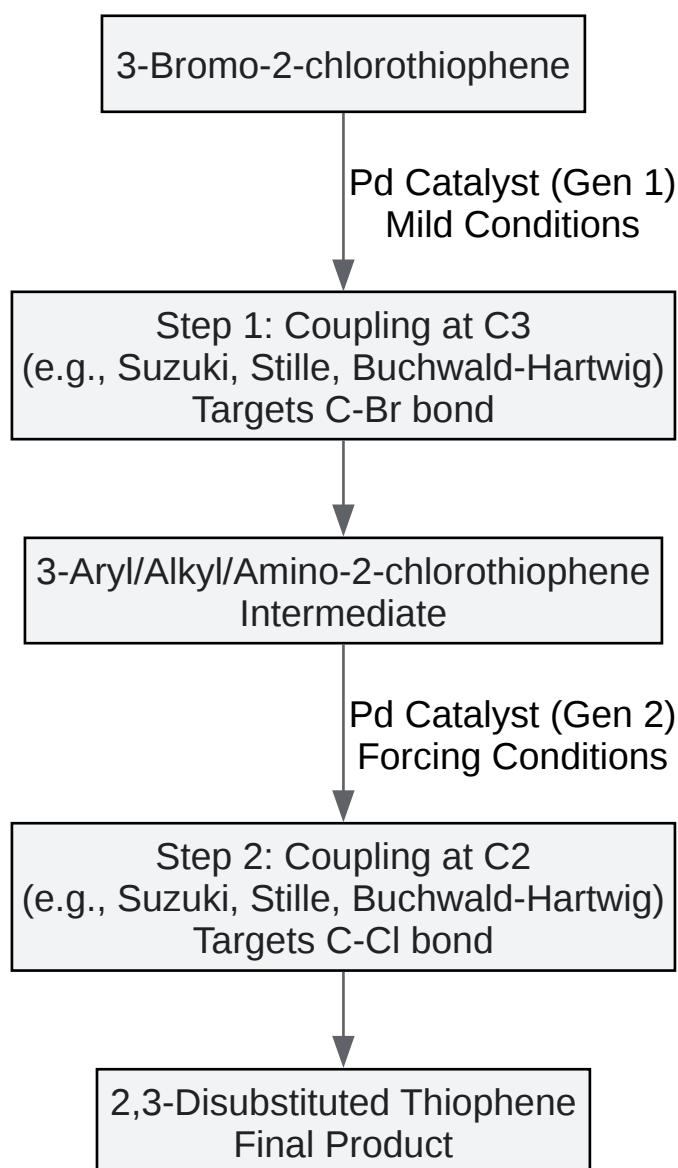 3-Bromo-2-chlorothiophene
Pd Catalyst (Gen 1)
Mild Conditions
Step 1: Coupling at C3
(e.g., Suzuki, Stille, Buchwald-Hartwig)
Targets C-Br bond
3-Aryl/Alkyl/Amino-2-chlorothiophene
Intermediate
Pd Catalyst (Gen 2)
Forcing Conditions
Step 2: Coupling at C2
(e.g., Suzuki, Stille, Buchwald-Hartwig)
Targets C-Cl bond
2,3-Disubstituted Thiophene
Final Product